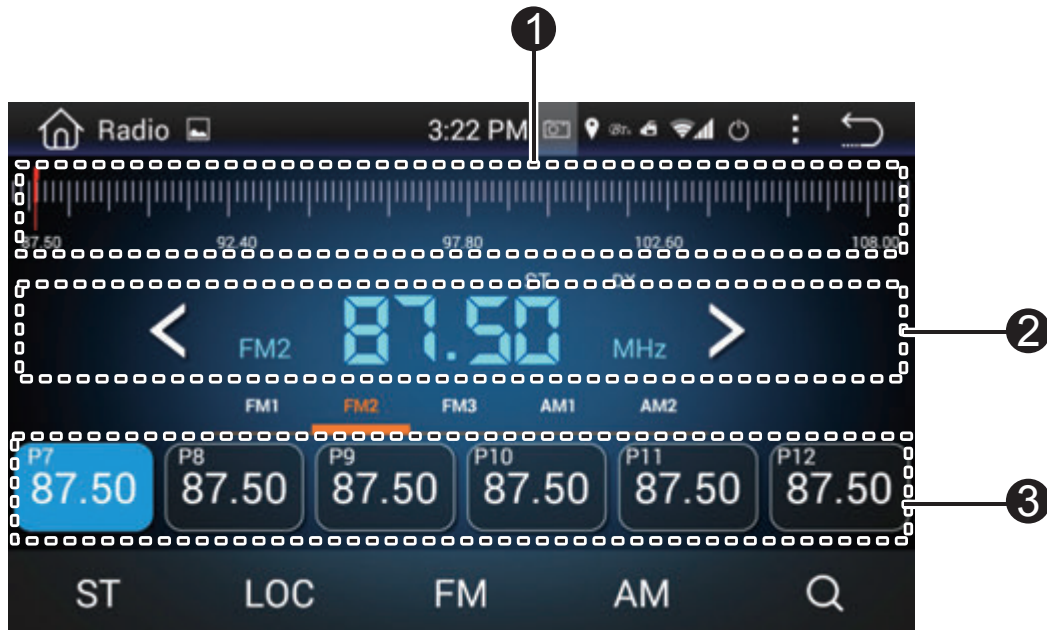 1
Radio 3:22 PM
87.50 92.40 97.80 102.60 108.00
ST DX
FM2 87.50 MHz
2
FM1 FM2 FM3 AM1 AM2
P7 P8 P9 P10 P11 P12
87.50 87.50 87.50 87.50 87.50 87.50
3
ST LOC FM AM